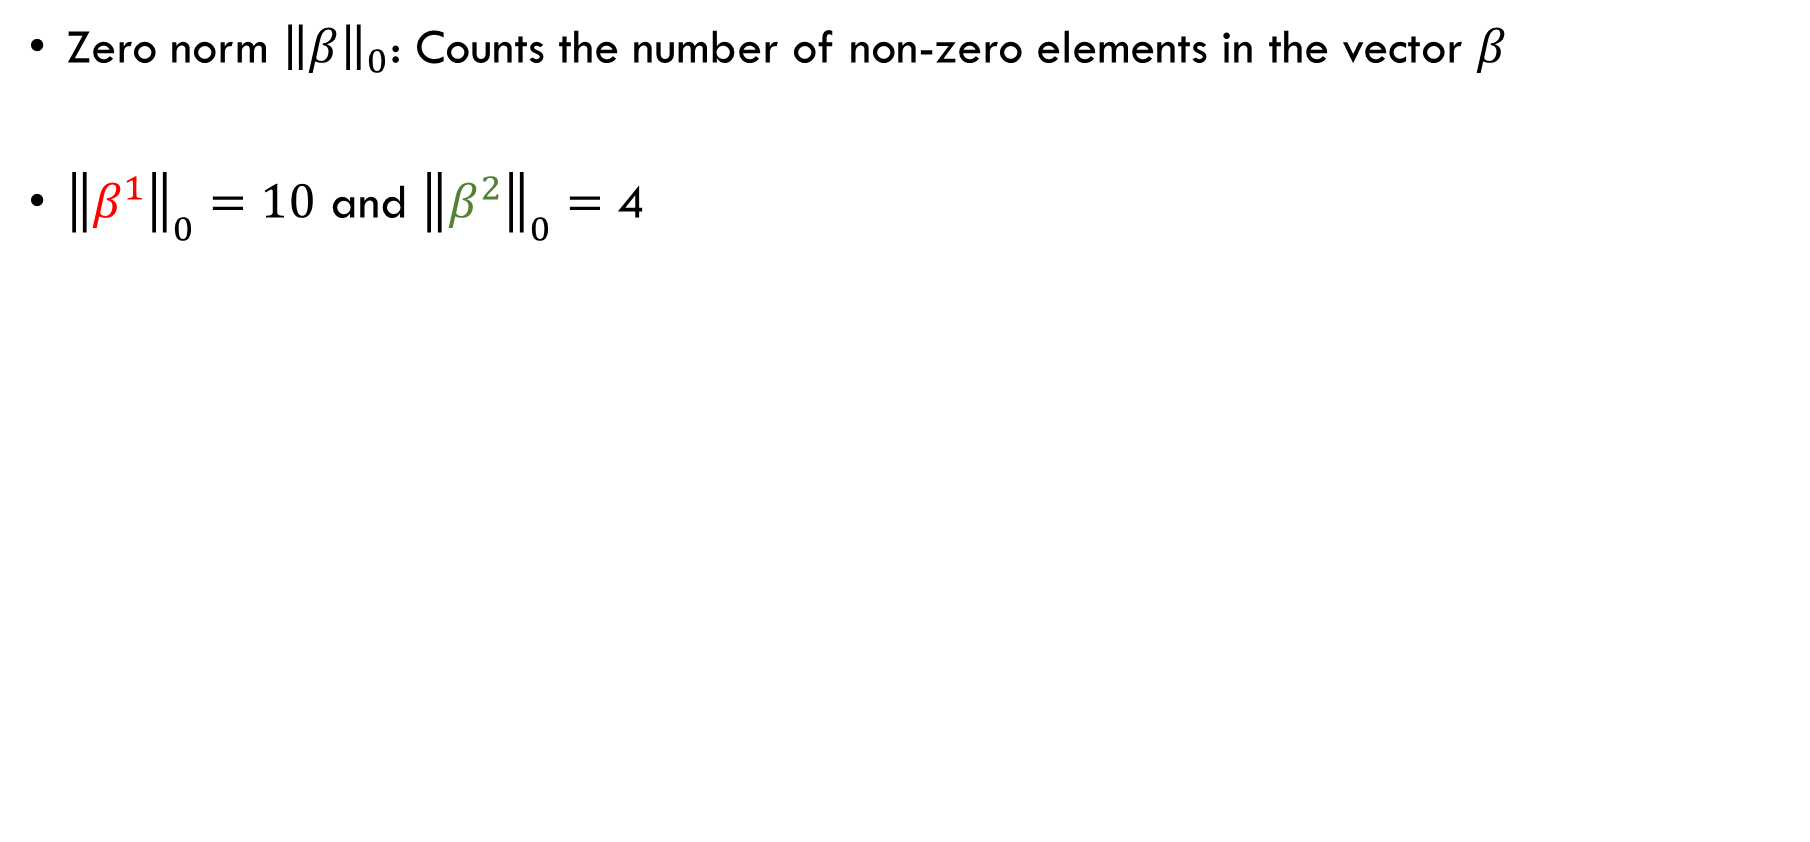 • Zero norm ‖β‖₀: Counts the number of non-zero elements in the vector β
• ‖β¹‖₀ = 10 and ‖β²‖₀ = 4